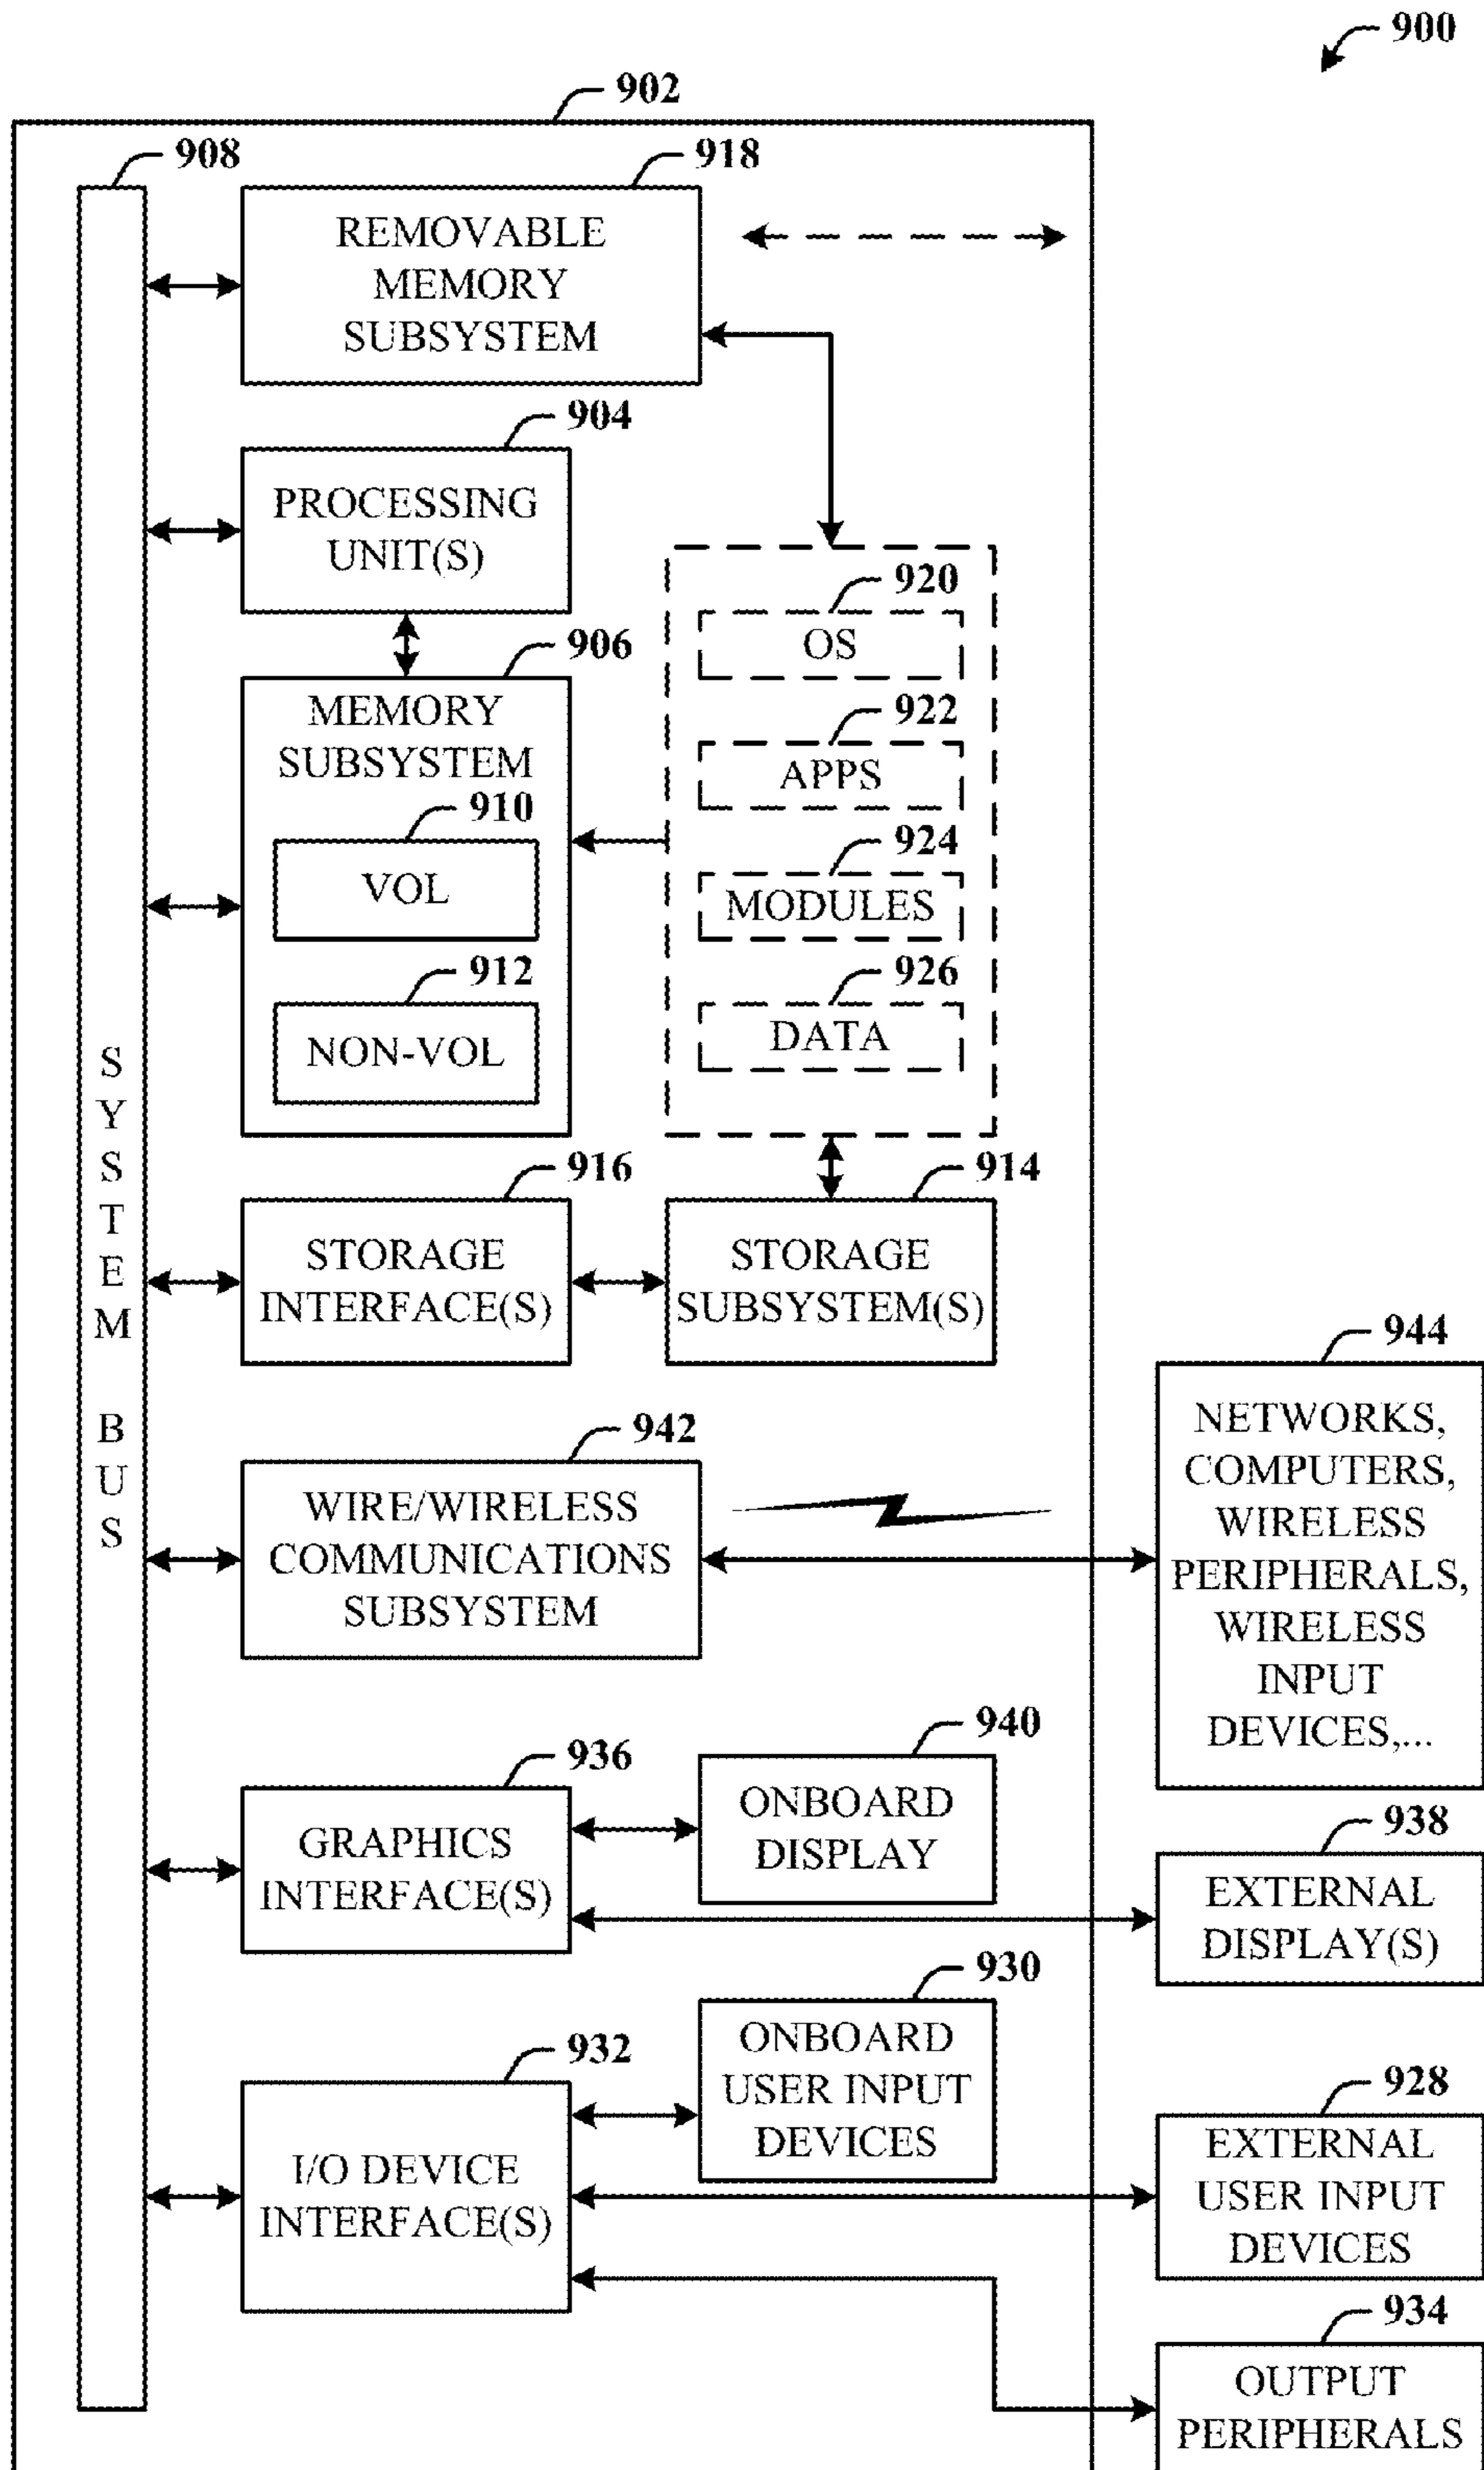 900
902
908
918
REMOVABLE
MEMORY
SUBSYSTEM
904
PROCESSING
UNIT(S)
906
MEMORY
SUBSYSTEM
910
VOL
912
NON-VOL
920
OS
922
APPS
924
MODULES
926
DATA
SYSTEM BUS
916
STORAGE
INTERFACE(S)
914
STORAGE
SUBSYSTEM(S)
942
WIRE/WIRELESS
COMMUNICATIONS
SUBSYSTEM
944
NETWORKS,
COMPUTERS,
WIRELESS
PERIPHERALS,
WIRELESS
INPUT
DEVICES,...
936
GRAPHICS
INTERFACE(S)
940
ONBOARD
DISPLAY
938
EXTERNAL
DISPLAY(S)
932
I/O DEVICE
INTERFACE(S)
930
ONBOARD
USER INPUT
DEVICES
928
EXTERNAL
USER INPUT
DEVICES
934
OUTPUT
PERIPHERALS